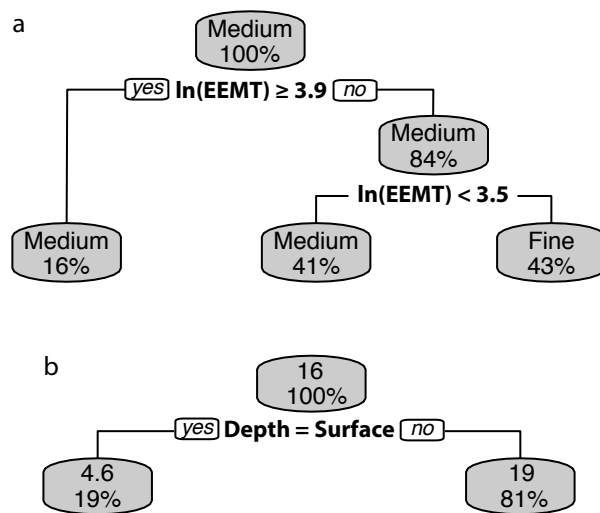 a
Medium
100%
yes ln(EEMT) ≥ 3.9 no
Medium
84%
ln(EEMT) < 3.5
Medium
16%
Medium
41%
Fine
43%
b
16
100%
yes Depth = Surface no
4.6
19%
19
81%